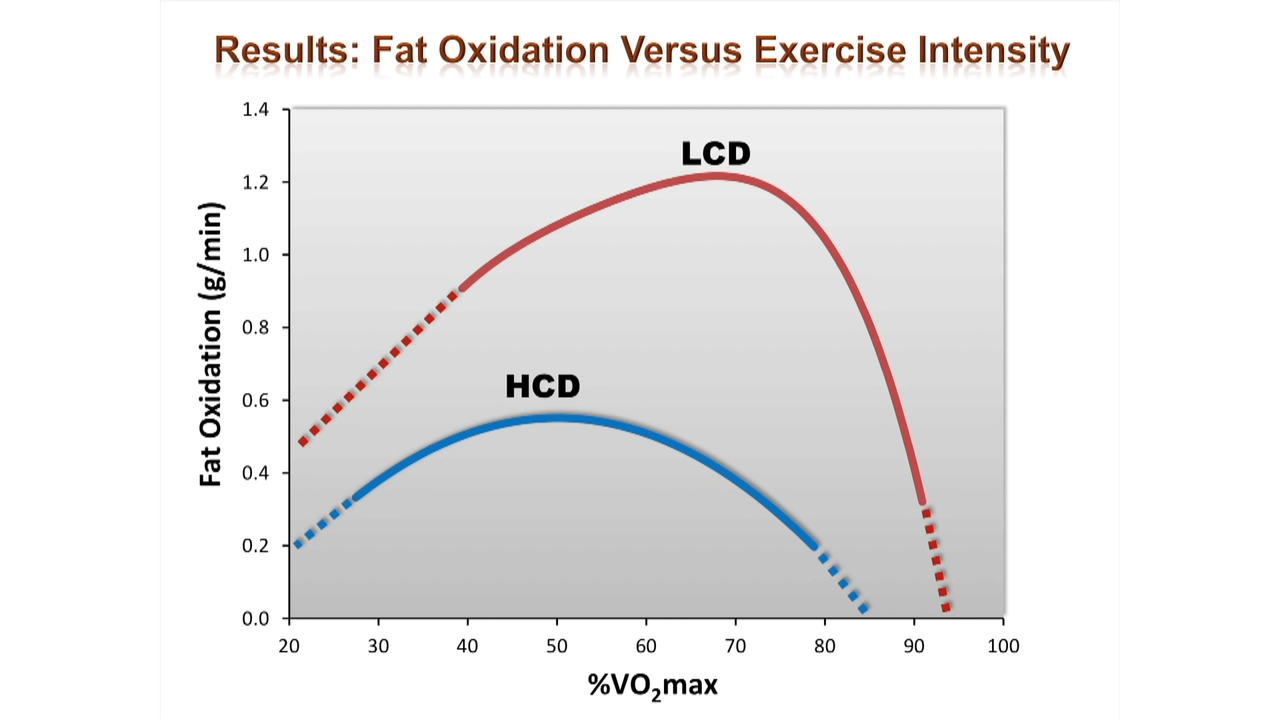 Results: Fat Oxidation Versus Exercise Intensity
1.4
1.2
1.0
0.8
0.6
0.4
0.2
0.0
Fat Oxidation (g/min)
LCD
HCD
20 30 40 50 60 70 80 90 100
%VO₂max